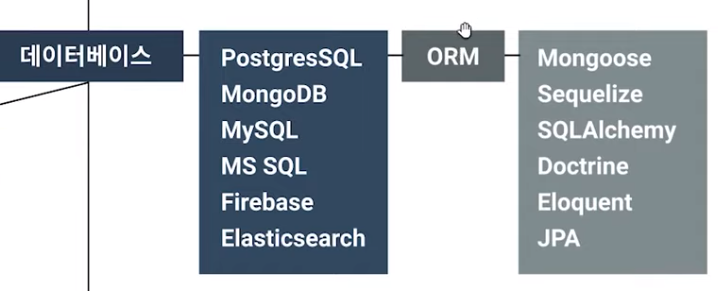 데이터베이스
PostgresSQL
MongoDB
MySQL
MS SQL
Firebase
Elasticsearch
ORM
Mongoose
Sequelize
SQLAlchemy
Doctrine
Eloquent
JPA